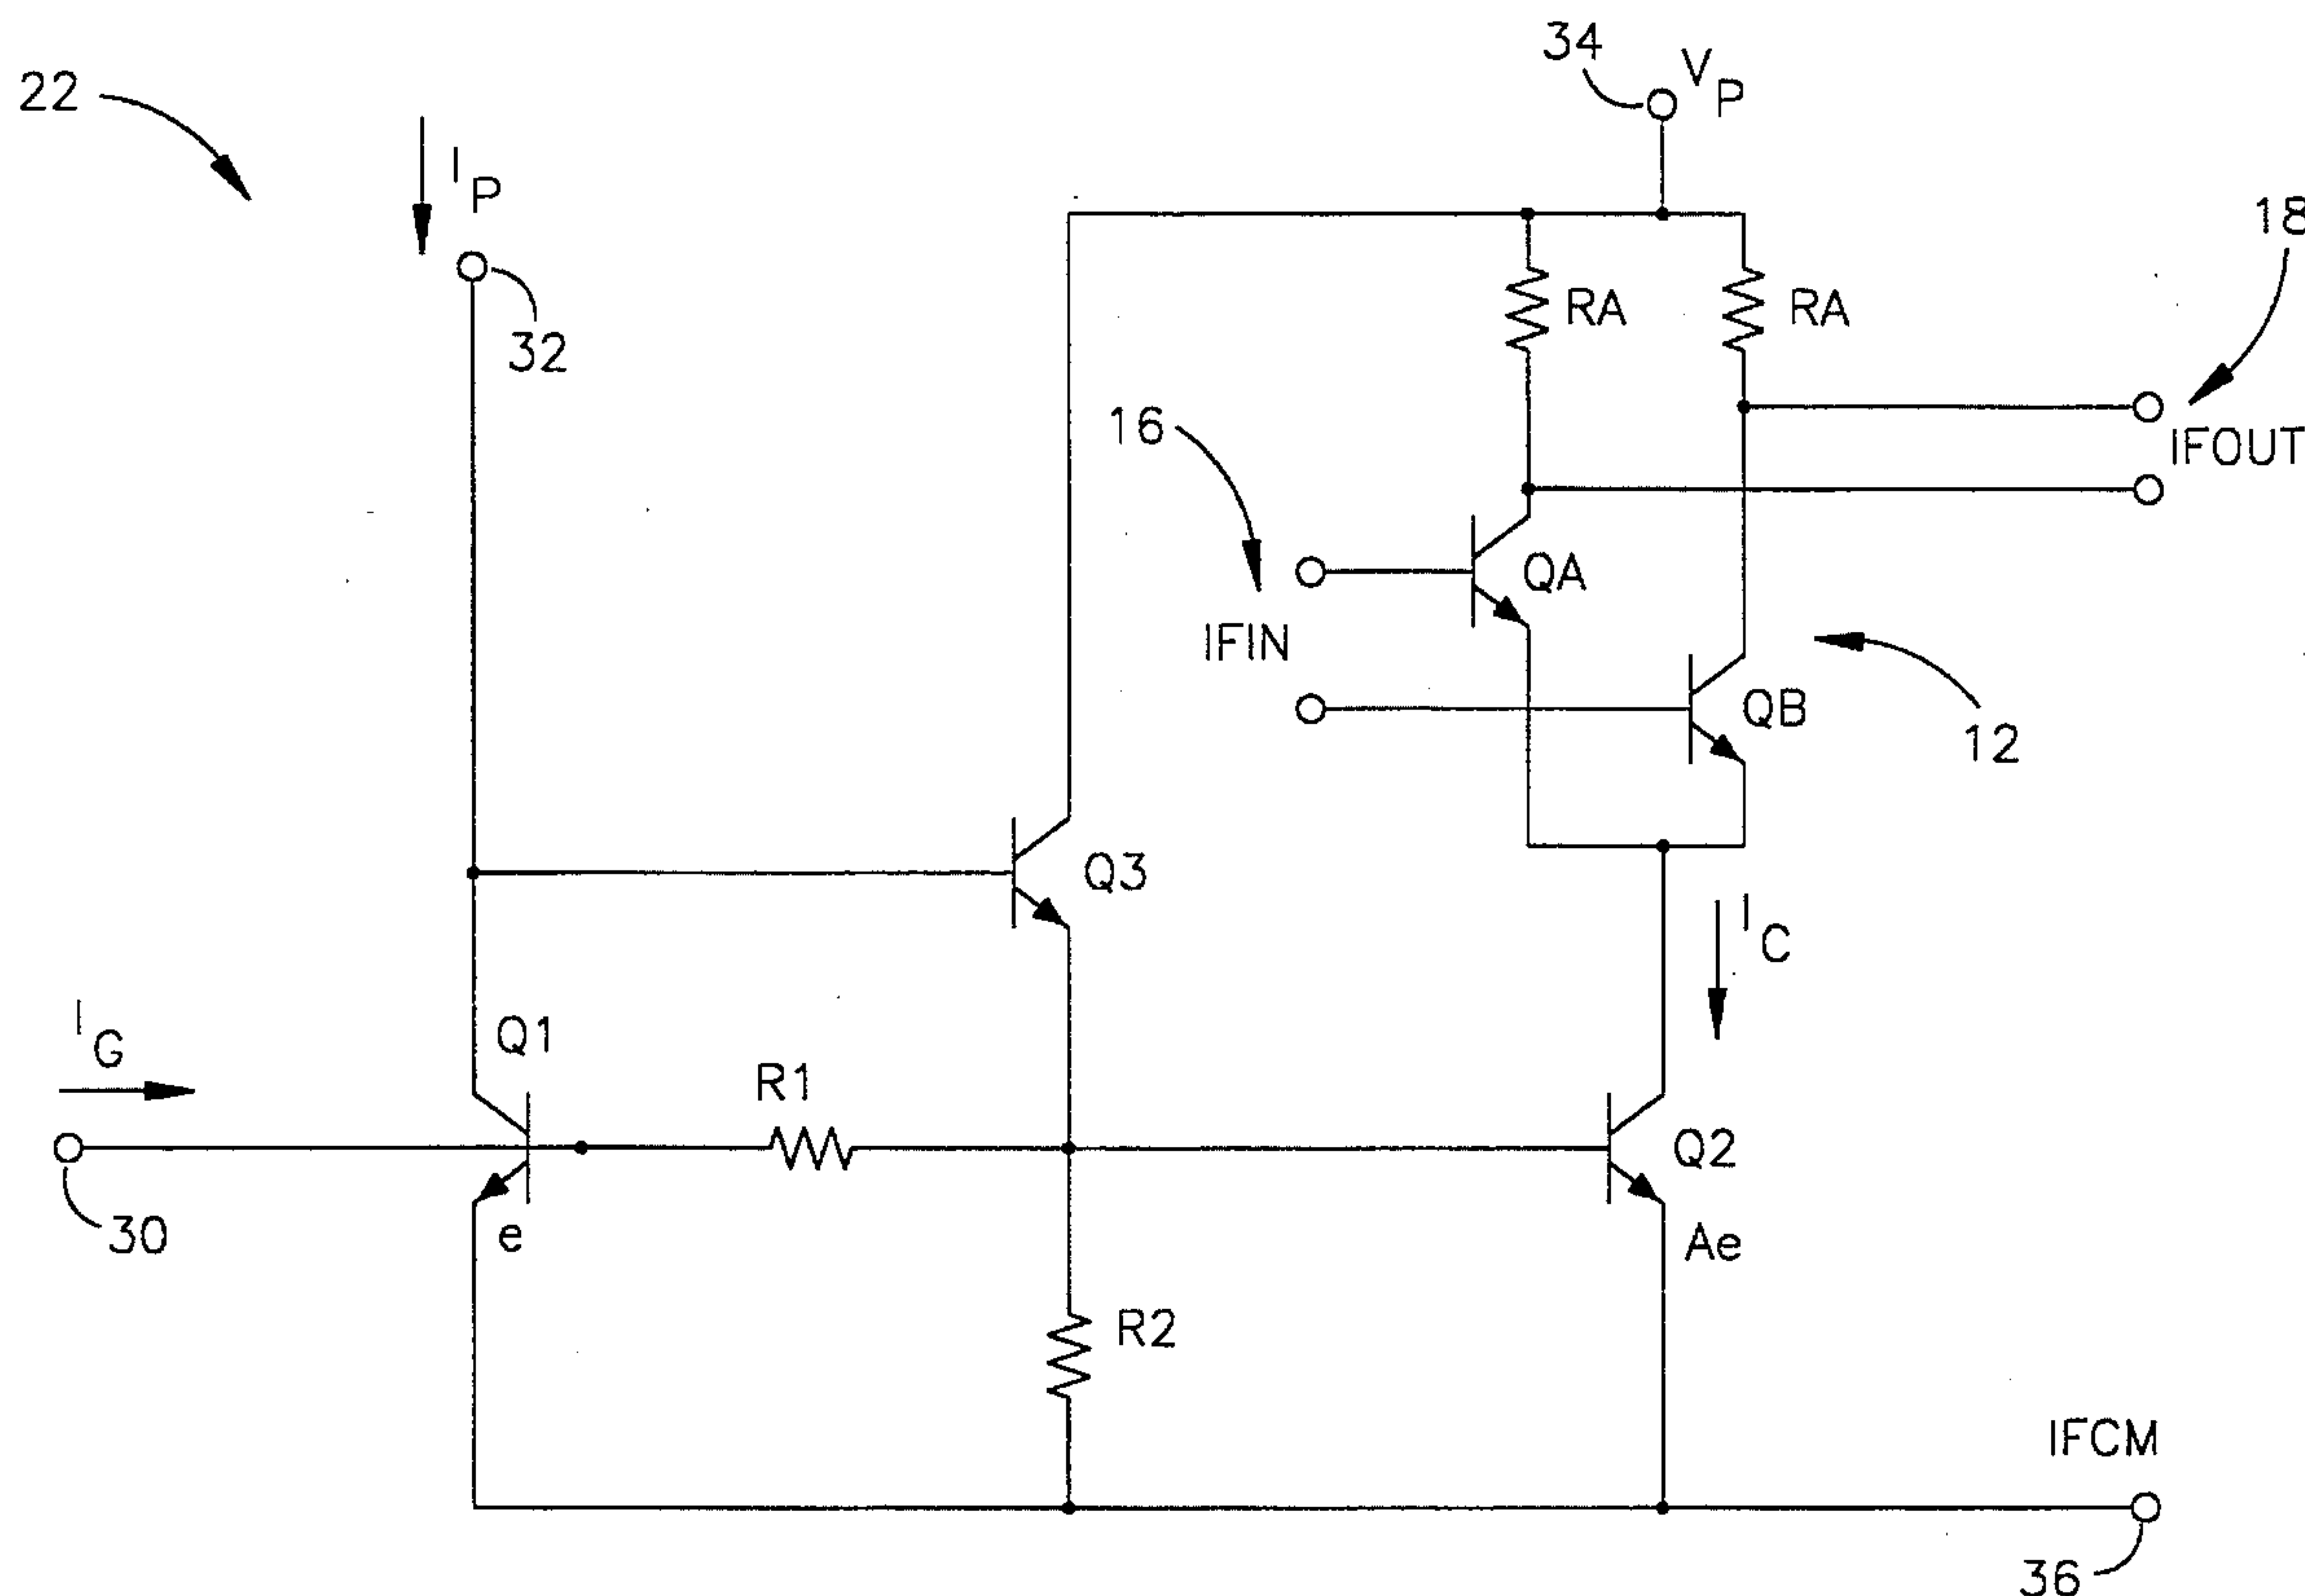 34
V P
22
I P
18
32
RA
RA
16
IFOUT
QA
IFIN
QB
12
Q3
I C
I G
Q1
R1
Q2
30
e
Ae
R2
IFCM
36